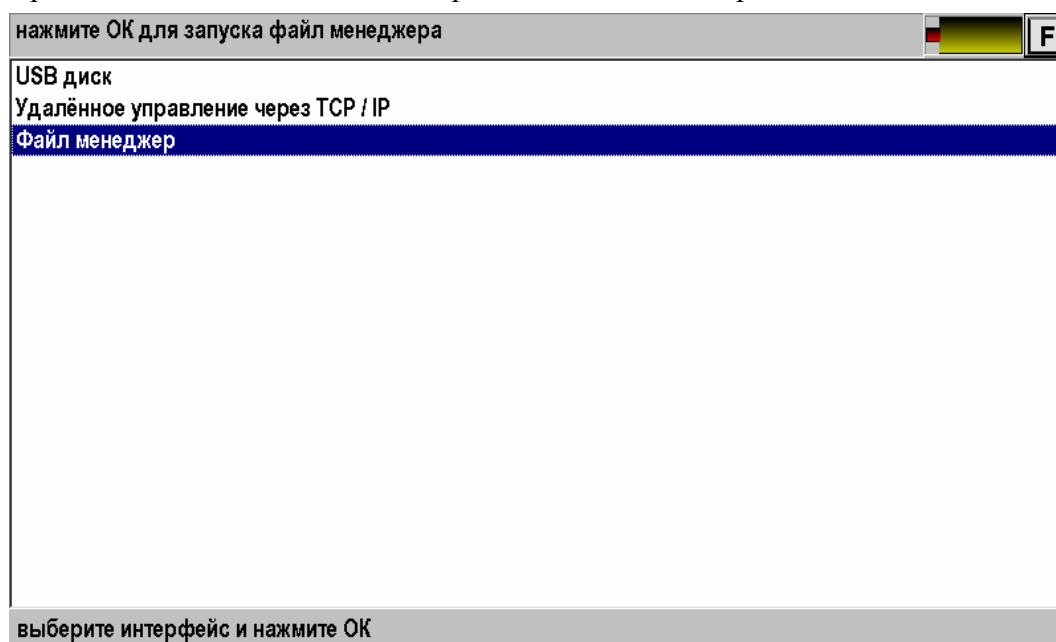 нажмите ОК для запуска файл менеджера
F
USB диск
Удалённое управление через TCP / IP
Файл менеджер
выберите интерфейс и нажмите ОК